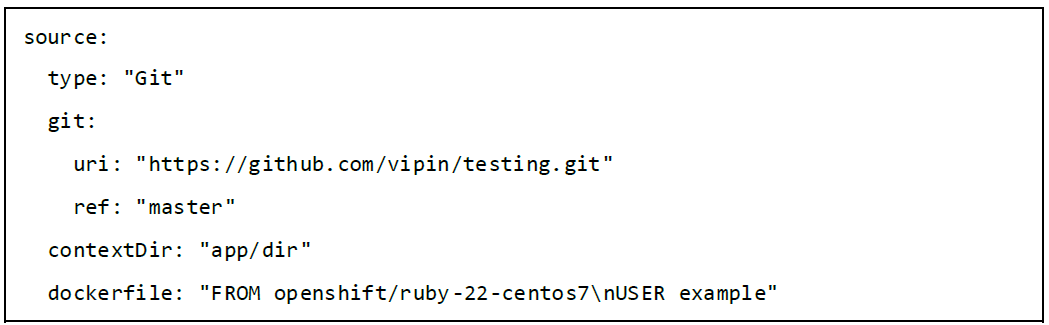 source:
type: "Git"
git:
uri: "https://github.com/vipin/testing.git"
ref: "master"
contextDir: "app/dir"
dockerfile: "FROM openshift/ruby-22-centos7\nUSER example"